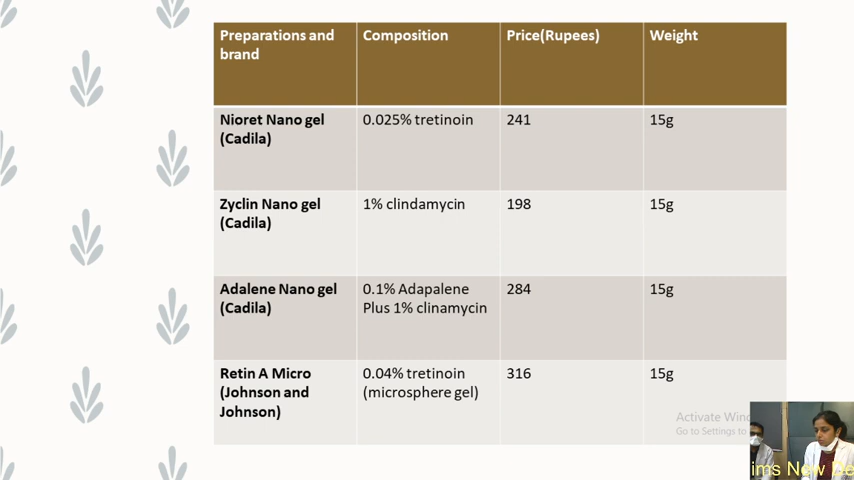 Preparations and brand
Composition
Price(Rupees)
Weight
Nioret Nano gel (Cadila)
0.025% tretinoin
241
15g
Zyclin Nano gel (Cadila)
1% clindamycin
198
15g
Adalene Nano gel (Cadila)
0.1% Adapalene Plus 1% clinamycin
284
15g
Retin A Micro (Johnson and Johnson)
0.04% tretinoin (microsphere gel)
316
15g
Activate
Go to Settings to
ims New